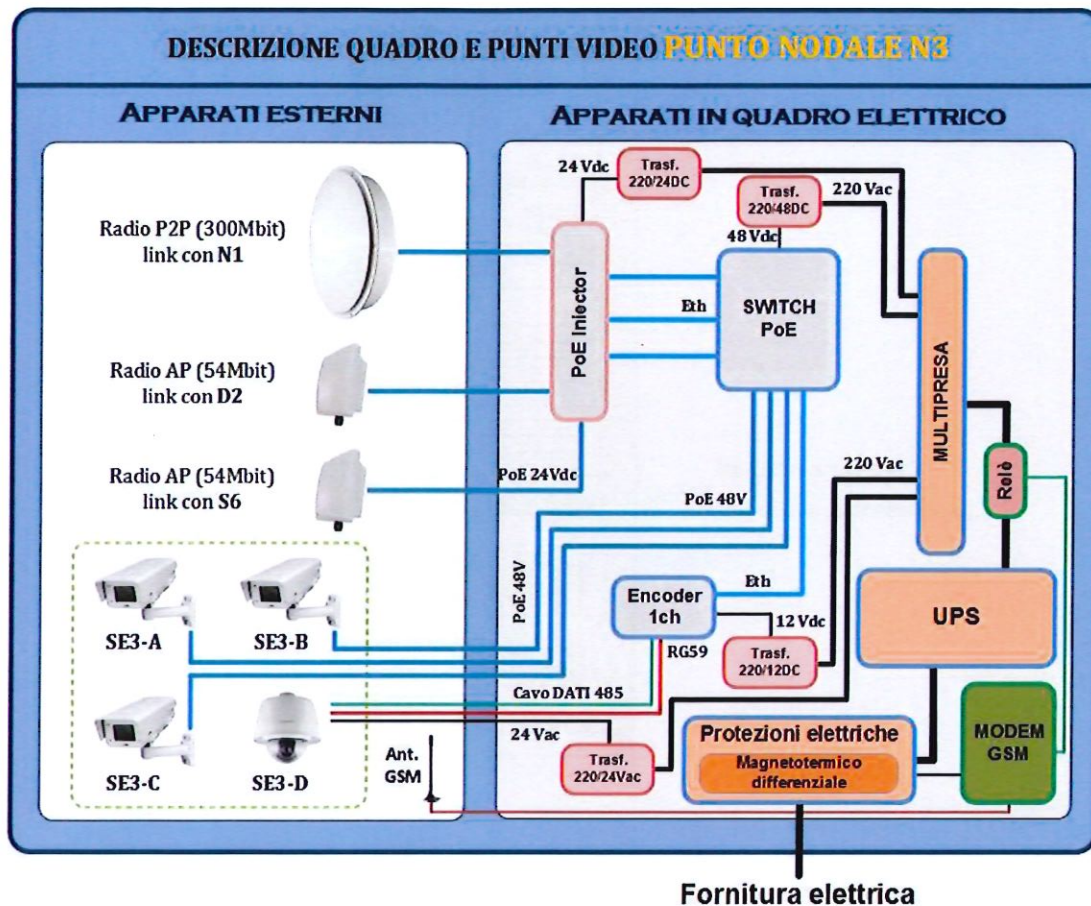 DESCRIZIONE QUADRO E PUNTI VIDEO PUNTO NODALE N3
APPARATI ESTERNI
APPARATI IN QUADRO ELETTRICO
Radio P2P (300Mbit)
link con N1
Radio AP (54Mbit)
link con D2
Radio AP (54Mbit)
link con S6
SE3-A
SE3-B
SE3-C
SE3-D
24 Vdc
Trasf.
220/24DC
Trasf.
220/48DC
220 Vac
48 Vdc
PoE Iniector
Eth
SWITCH
PoE
MULTIPRESA
PoE 24Vdc
PoE 48V
PoE 48V
220 Vac
Relè
Eth
Encoder
1ch
12 Vdc
RG59
Trasf.
220/12DC
UPS
Cavo DATI 485
24 Vac
Ant.
GSM
Trasf.
220/24Vac
Protezioni elettriche
Magnetotermico
differenziale
MODEM
GSM
Fornitura elettrica